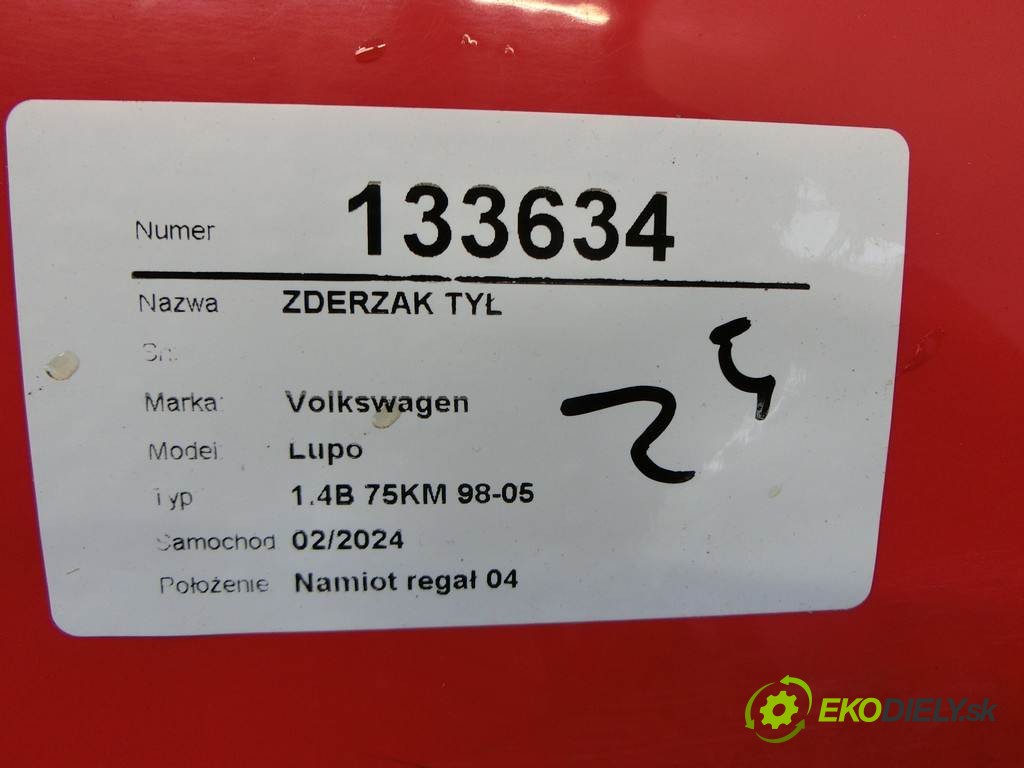 Numer 133634
Nazwa ZDERZAK TYŁ
Sn:
Marka: Volkswagen
Model Lupo
Typ 1.4B 75KM 98-05
Samochod 02/2024
Położenie Namiot regał 04
EKODIELY.sk